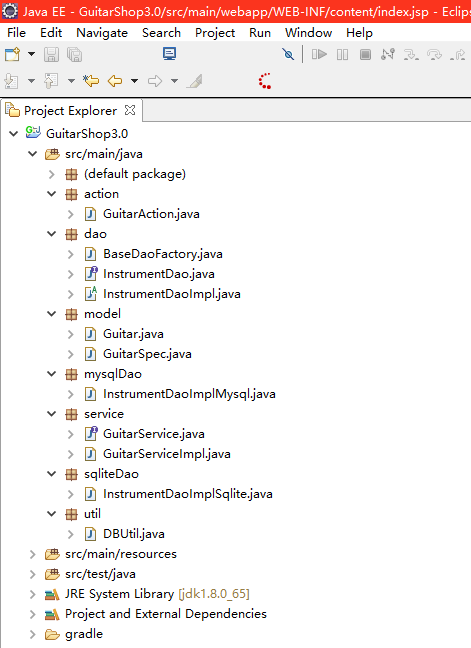 Java EE - GuitarShop3.0/src/main/webapp/WEB-INF/content/index.jsp - Eclips
File Edit Navigate Search Project Run Window Help
Project Explorer
GuitarShop3.0
src/main/java
(default package)
action
GuitarAction.java
dao
BaseDaoFactory.java
InstrumentDao.java
InstrumentDaoImpl.java
model
Guitar.java
GuitarSpec.java
mysqlDao
InstrumentDaoImplMysql.java
service
GuitarService.java
GuitarServiceImpl.java
sqliteDao
InstrumentDaoImplSqlite.java
util
DBUtil.java
src/main/resources
src/test/java
JRE System Library [jdk1.8.0_65]
Project and External Dependencies
gradle